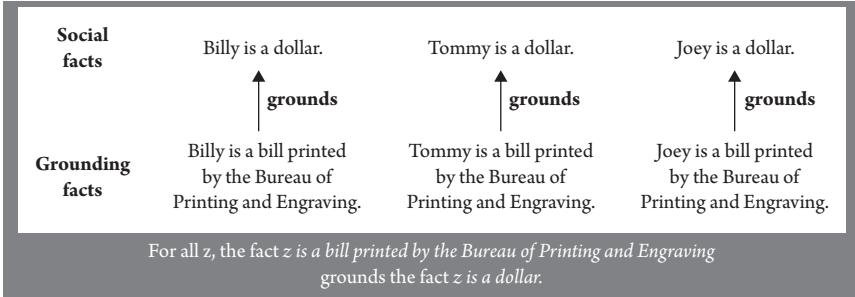 Social
facts
Billy is a dollar.
Tommy is a dollar.
Joey is a dollar.
grounds
grounds
grounds
Grounding
facts
Billy is a bill printed
by the Bureau of
Printing and Engraving.
Tommy is a bill printed
by the Bureau of
Printing and Engraving.
Joey is a bill printed
by the Bureau of
Printing and Engraving.
For all z, the fact z is a bill printed by the Bureau of Printing and Engraving
grounds the fact z is a dollar.